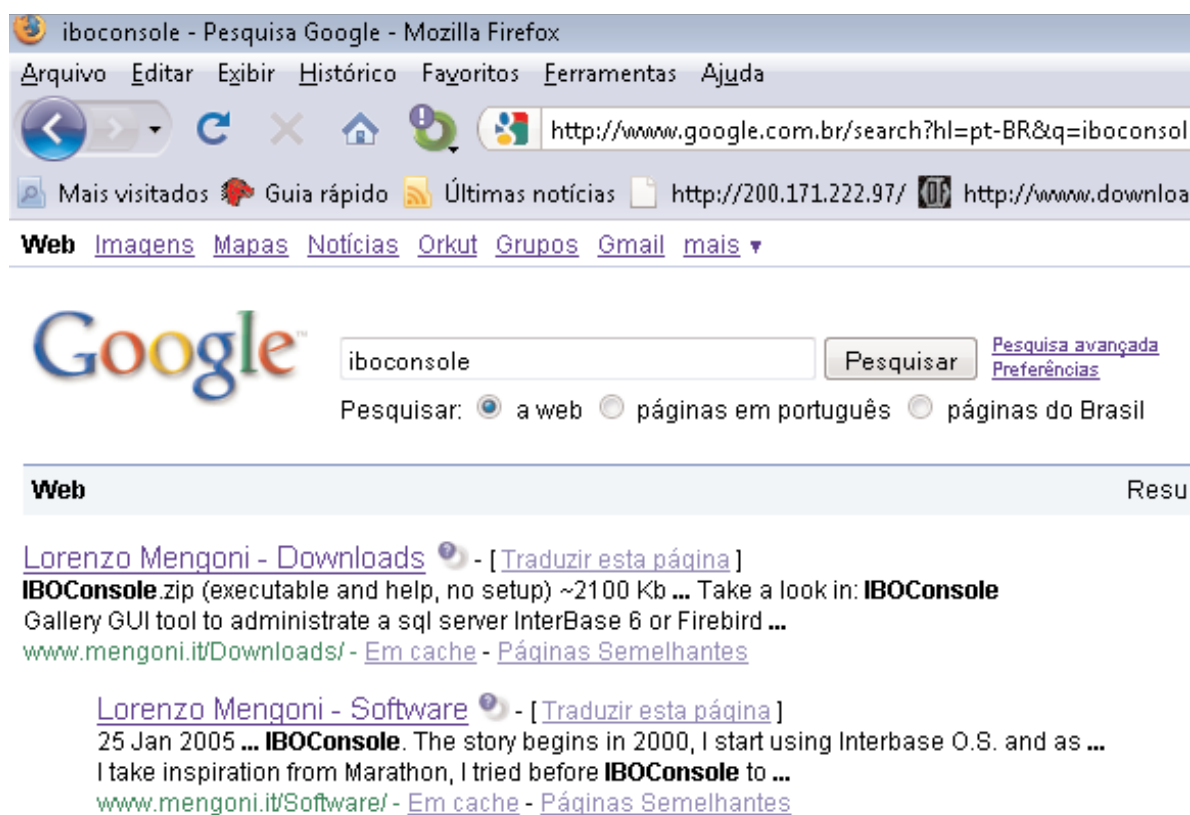 iboconsole - Pesquisa Google - Mozilla Firefox
Arquivo Editar Exibir Histórico Favoritos Ferramentas Ajuda
http://www.google.com.br/search?hl=pt-BR&q=iboconsol
Mais visitados Guia rápido Últimas notícias http://200.171.222.97/ http://www.downloa
Web Imagens Mapas Notícias Orkut Grupos Gmail mais ▼
Google™ iboconsole Pesquisar Pesquisa avançada
Preferências
Pesquisar: a web páginas em português páginas do Brasil
Web Resu
Lorenzo Mengoni - Downloads - [ Traduzir esta página ]
IBOConsole.zip (executable and help, no setup) ~2100 Kb ... Take a look in: IBOConsole
Gallery GUI tool to administrate a sql server InterBase 6 or Firebird ...
www.mengoni.it/Downloads/ - Em cache - Páginas Semelhantes
Lorenzo Mengoni - Software - [ Traduzir esta página ]
25 Jan 2005 ... IBOConsole. The story begins in 2000, I start using Interbase O.S. and as ...
I take inspiration from Marathon, I tried before IBOConsole to ...
www.mengoni.it/Software/ - Em cache - Páginas Semelhantes